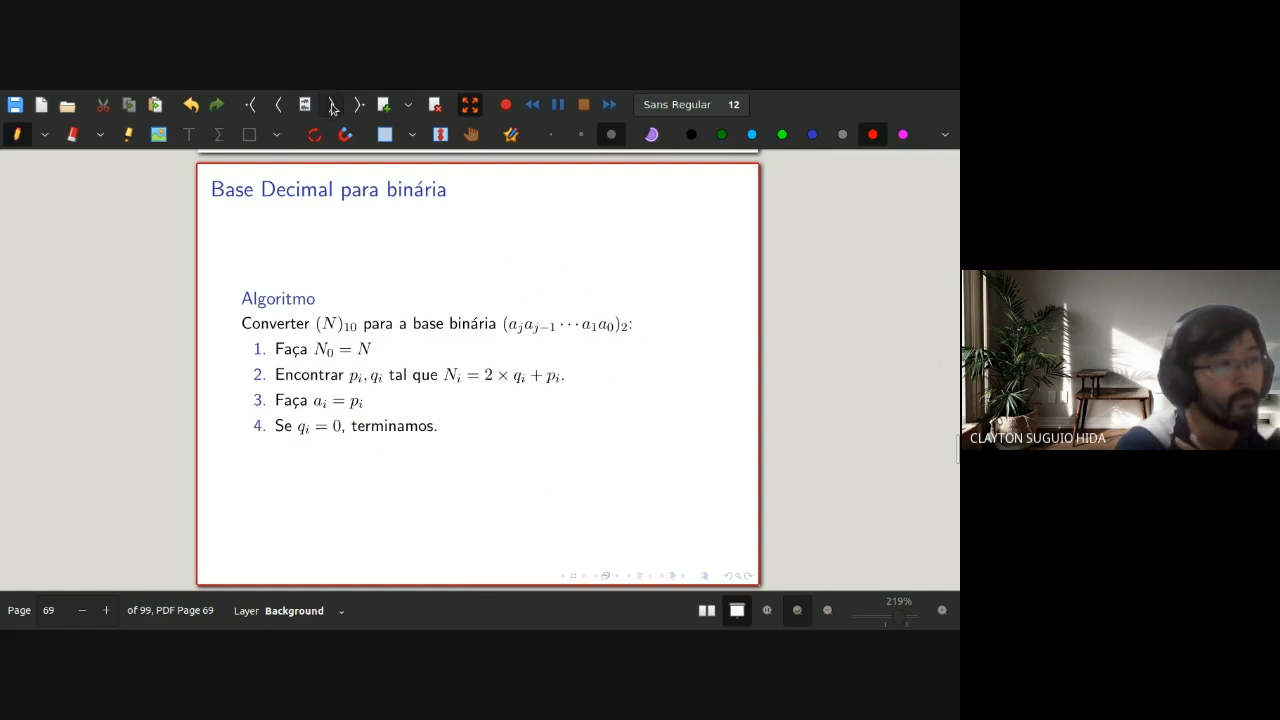 Sans Regular 12
Base Decimal para binária
Algoritmo
Converter (N)₁₀ para a base binária (aⱼaⱼ₋₁ ⋯ a₁a₀)₂:
1. Faça N₀ = N
2. Encontrar pᵢ, qᵢ tal que Nᵢ = 2 × qᵢ + pᵢ.
3. Faça aᵢ = pᵢ
4. Se qᵢ = 0, terminamos.
CLAYTON SUGUIO HIDA
Page 69 − + of 99, PDF Page 69 Layer Background 219%